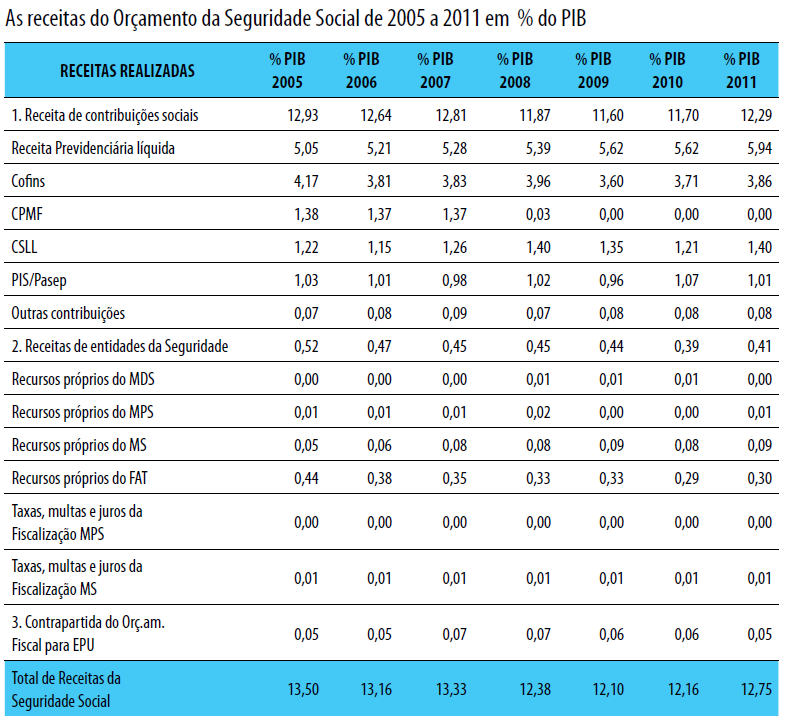 As receitas do Orçamento da Seguridade Social de 2005 a 2011 em % do PIB
RECEITAS REALIZADAS % PIB 2005 % PIB 2006 % PIB 2007 % PIB 2008 % PIB 2009 % PIB 2010 % PIB 2011
1. Receita de contribuições sociais 12,93 12,64 12,81 11,87 11,60 11,70 12,29
Receita Previdenciária líquida 5,05 5,21 5,28 5,39 5,62 5,62 5,94
Cofins 4,17 3,81 3,83 3,96 3,60 3,71 3,86
CPMF 1,38 1,37 1,37 0,03 0,00 0,00 0,00
CSLL 1,22 1,15 1,26 1,40 1,35 1,21 1,40
PIS/Pasep 1,03 1,01 0,98 1,02 0,96 1,07 1,01
Outras contribuições 0,07 0,08 0,09 0,07 0,08 0,08 0,08
2. Receitas de entidades da Seguridade 0,52 0,47 0,45 0,45 0,44 0,39 0,41
Recursos próprios do MDS 0,00 0,00 0,00 0,01 0,01 0,01 0,00
Recursos próprios do MPS 0,01 0,01 0,01 0,02 0,00 0,00 0,01
Recursos próprios do MS 0,05 0,06 0,08 0,08 0,09 0,08 0,09
Recursos próprios do FAT 0,44 0,38 0,35 0,33 0,33 0,29 0,30
Taxas, multas e juros da
Fiscalização MPS 0,00 0,00 0,00 0,00 0,00 0,00 0,00
Taxas, multas e juros da
Fiscalização MS 0,01 0,01 0,01 0,01 0,01 0,01 0,01
3. Contrapartida do Orç.am.
Fiscal para EPU 0,05 0,05 0,07 0,07 0,06 0,06 0,05
Total de Receitas da
Seguridade Social 13,50 13,16 13,33 12,38 12,10 12,16 12,75